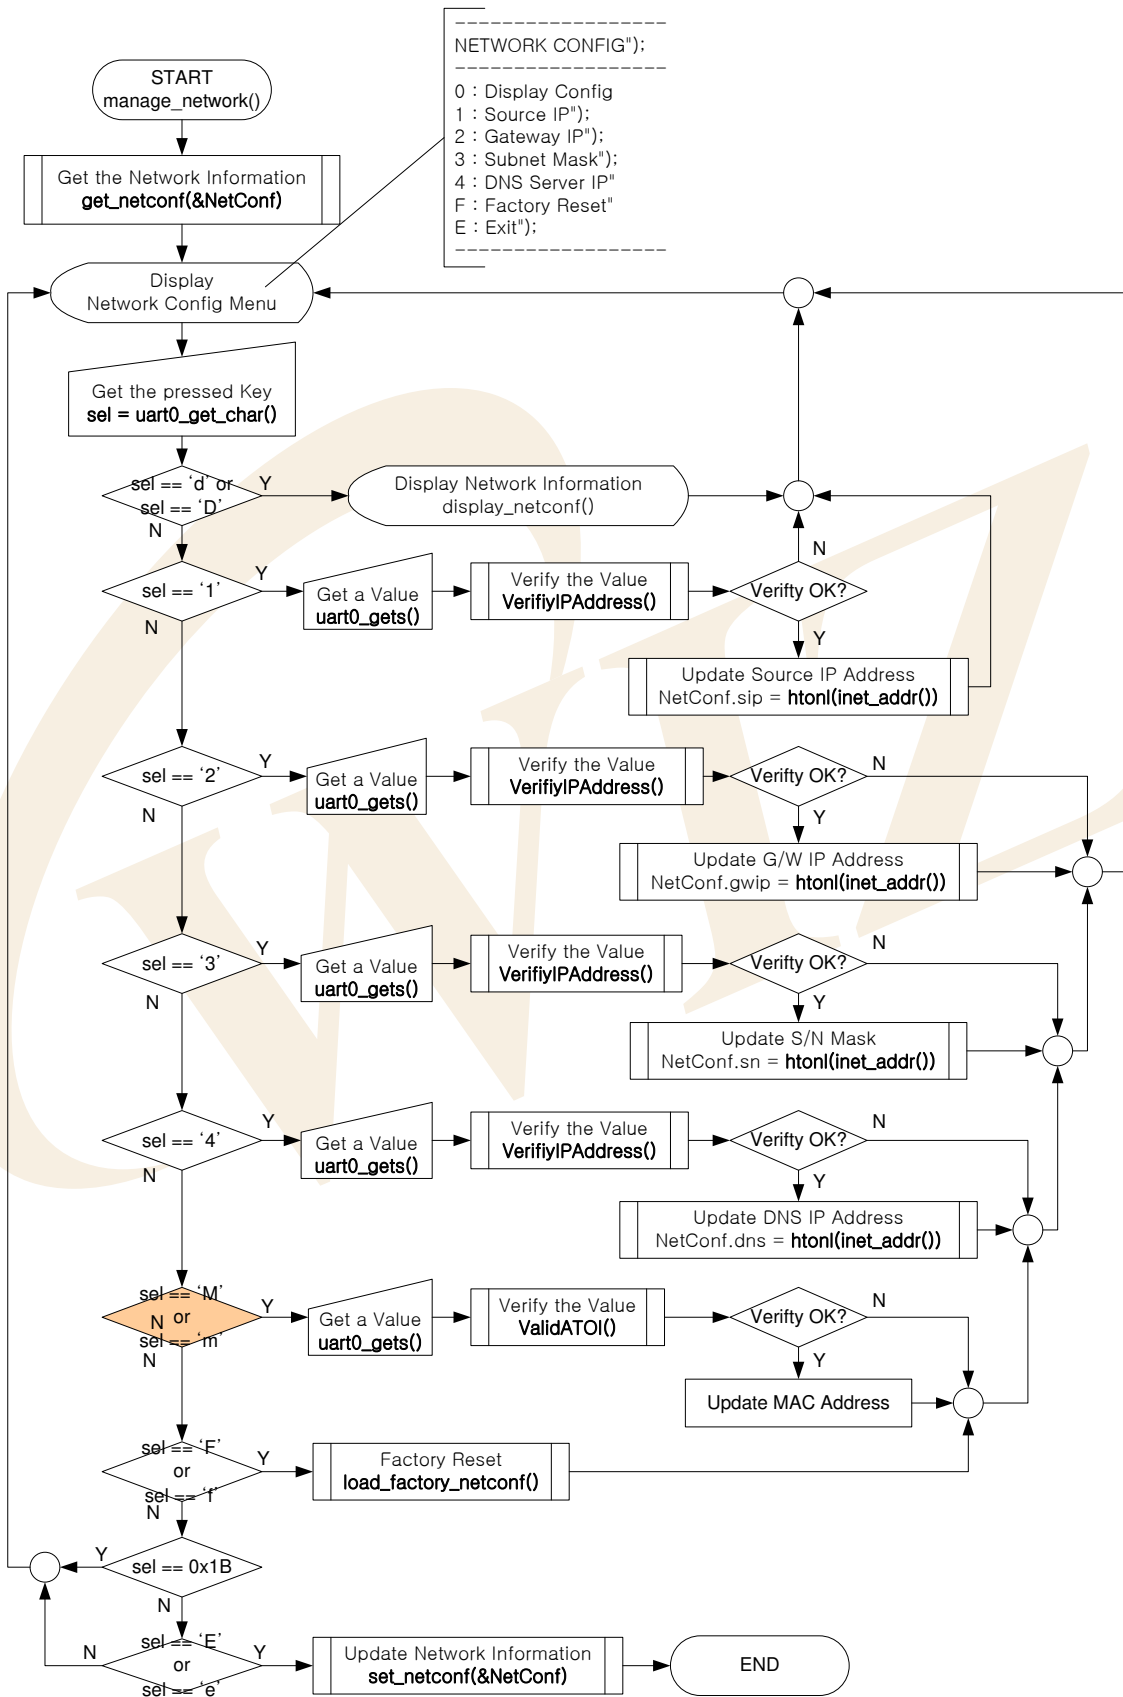 ------------------
NETWORK CONFIG");
------------------
0 : Display Config
1 : Source IP");
2 : Gateway IP");
3 : Subnet Mask");
4 : DNS Server IP"
F : Factory Reset"
E : Exit");
------------------
START
manage_network()
Get the Network Information
get_netconf(&NetConf)
Display
Network Config Menu
Get the pressed Key
sel = uart0_get_char()
sel == ‘d’ or
sel == ‘D’
Y
N
Display Network Information
display_netconf()
sel == ‘1’
Y
N
Get a Value
uart0_gets()
Verify the Value
VerifiyIPAddress()
Verifty OK?
N
Y
Update Source IP Address
NetConf.sip = htonl(inet_addr())
sel == ‘2’
Y
N
Get a Value
uart0_gets()
Verify the Value
VerifiyIPAddress()
Verifty OK?
N
Y
Update G/W IP Address
NetConf.gwip = htonl(inet_addr())
sel == ‘3’
Y
N
Get a Value
uart0_gets()
Verify the Value
VerifiyIPAddress()
Verifty OK?
N
Y
Update S/N Mask
NetConf.sn = htonl(inet_addr())
sel == ‘4’
Y
N
Get a Value
uart0_gets()
Verify the Value
VerifiyIPAddress()
Verifty OK?
N
Y
Update DNS IP Address
NetConf.dns = htonl(inet_addr())
sel == ‘M’
N or
sel == ‘m’
Y
N
Get a Value
uart0_gets()
Verify the Value
ValidATOI()
Verifty OK?
N
Y
Update MAC Address
sel == ‘F’
or
sel == ‘f’
Y
N
Factory Reset
load_factory_netconf()
sel == 0x1B
Y
N
sel == ‘E’
or
sel == ‘e’
N
Y
Update Network Information
set_netconf(&NetConf)
END
WIZ